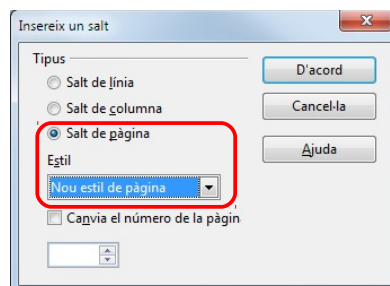 Insereix un salt
Tipus
Salt de línia
Salt de columna
Salt de pàgina
Estil
Nou estil de pàgina
Canvia el número de la pàgin
D'acord
Cancel·la
Ajuda